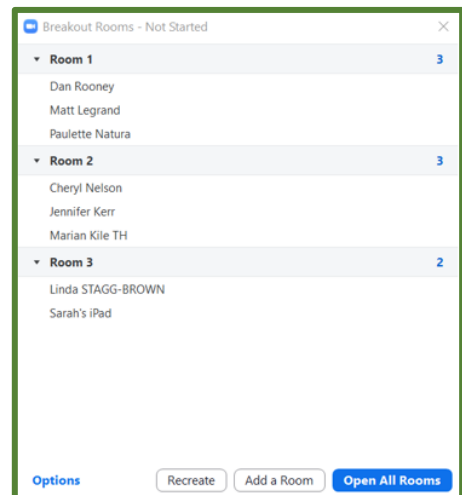 Breakout Rooms - Not Started
Room 1 3
Dan Rooney
Matt Legrand
Paulette Natura
Room 2 3
Cheryl Nelson
Jennifer Kerr
Marian Kile TH
Room 3 2
Linda STAGG-BROWN
Sarah's iPad
Options Recreate Add a Room Open All Rooms